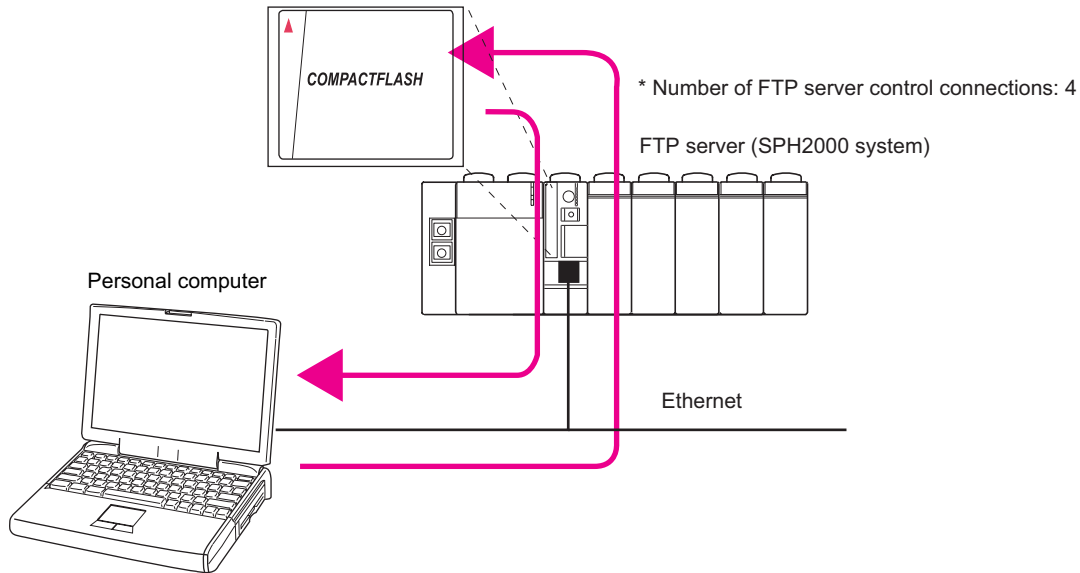 COMPACTFLASH
* Number of FTP server control connections: 4
FTP server (SPH2000 system)
Personal computer
Ethernet